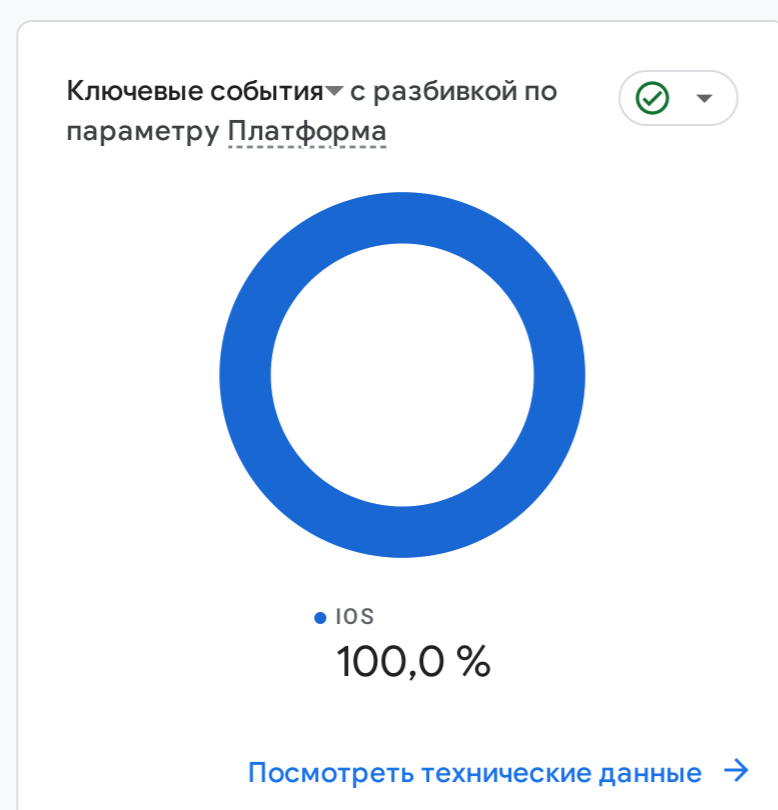 Ключевые события с разбивкой по
параметру Платформа
IOS
100,0 %
Посмотреть технические данные